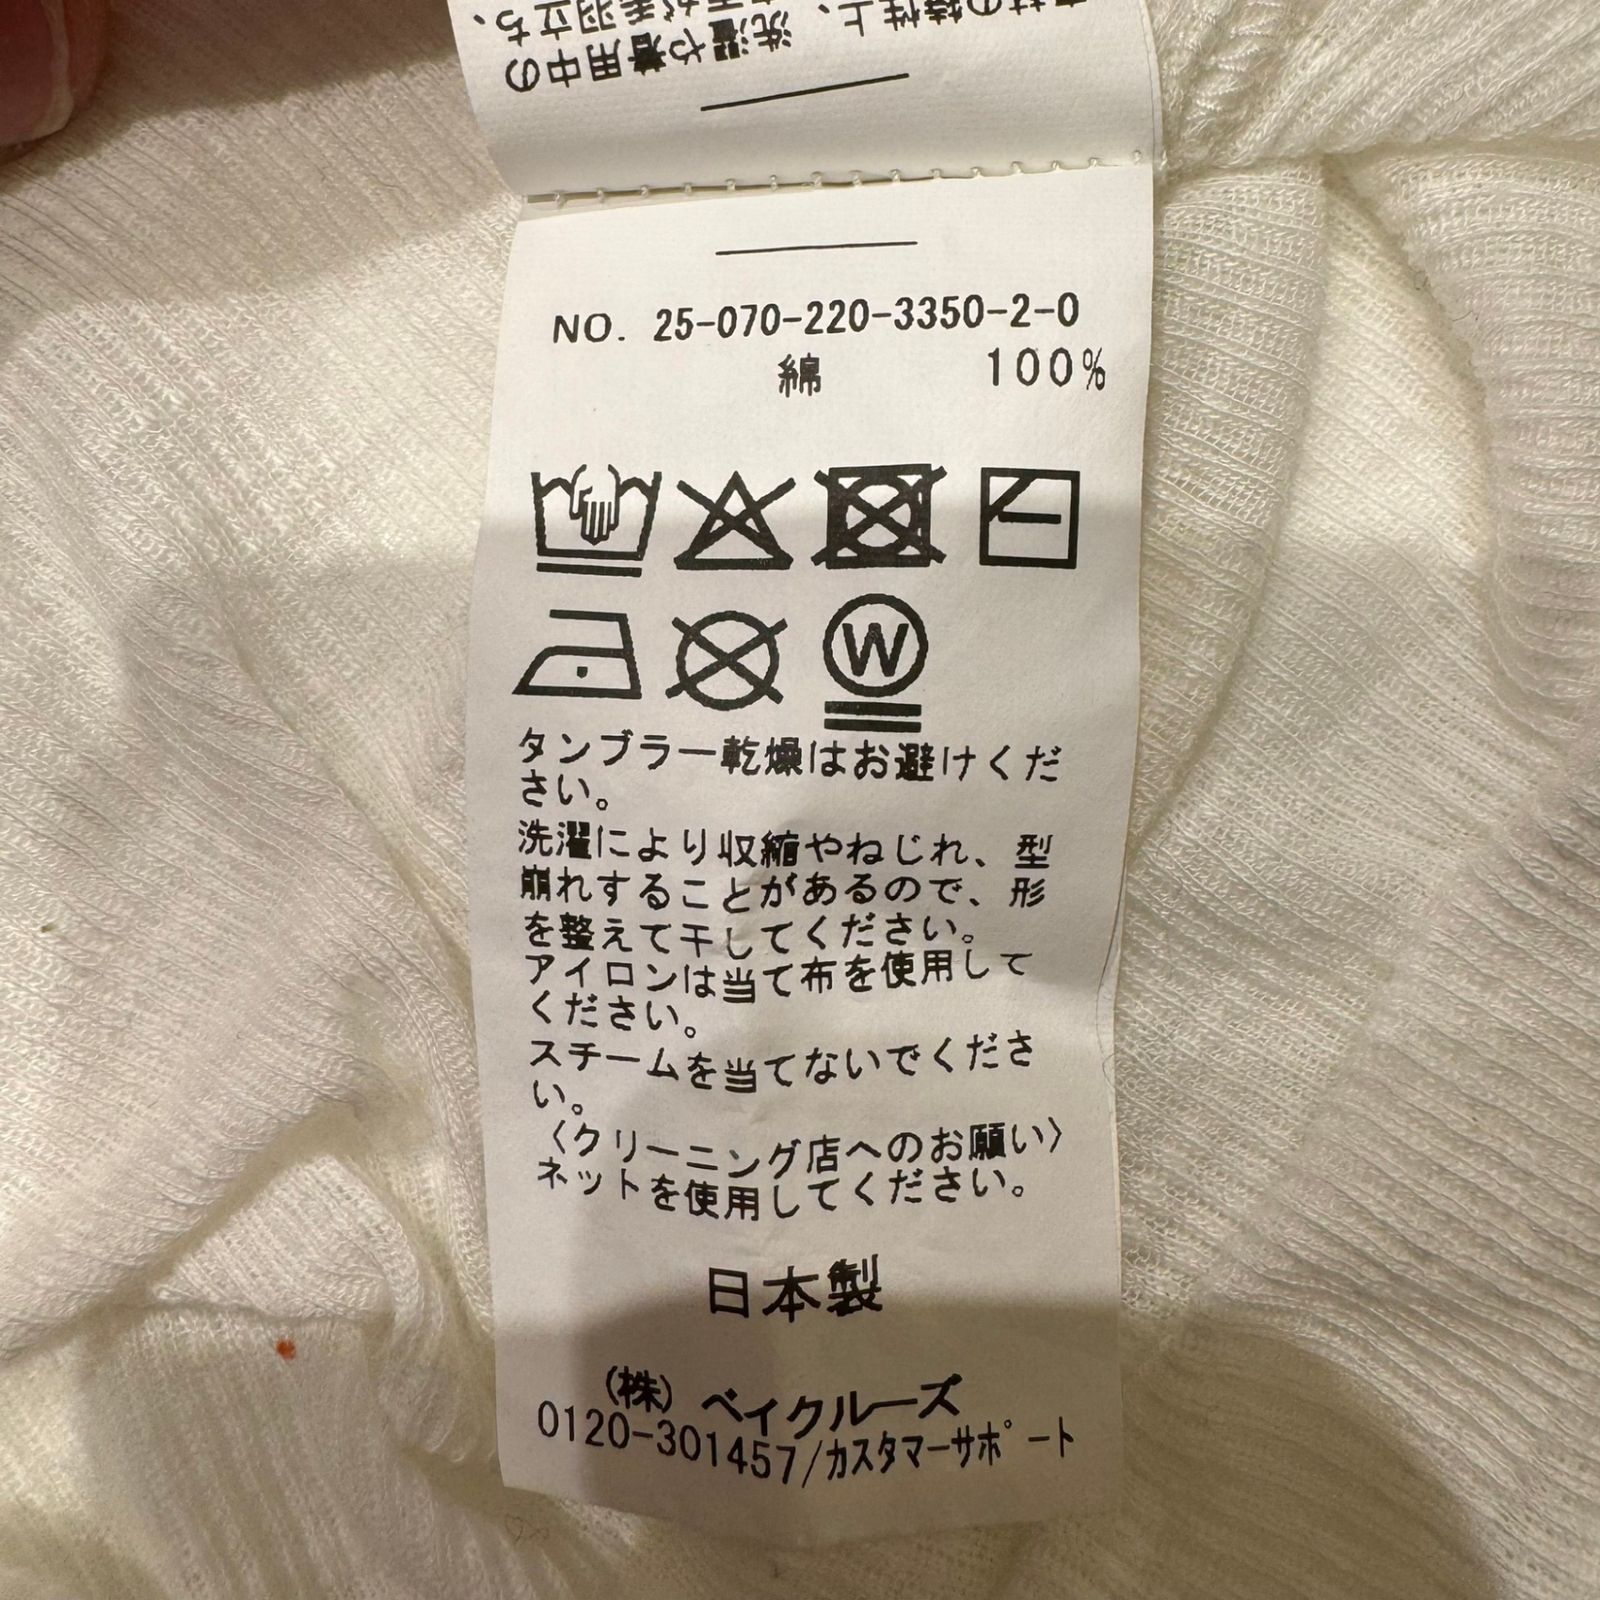 洗濯や着用中の
NO. 25-070-220-3350-2-0
綿 100%
W
タンブラー乾燥はお避けくだ
さい。
洗濯により収縮やねじれ、型
崩れすることがあるので、形
を整えて干してください。
アイロンは当て布を使用して
ください。
スチームを当てないでくださ
い。
〈クリーニング店へのお願い〉
ネットを使用してください。
日本製
(株) ベイクルーズ
0120-301457/カスタマーサポート